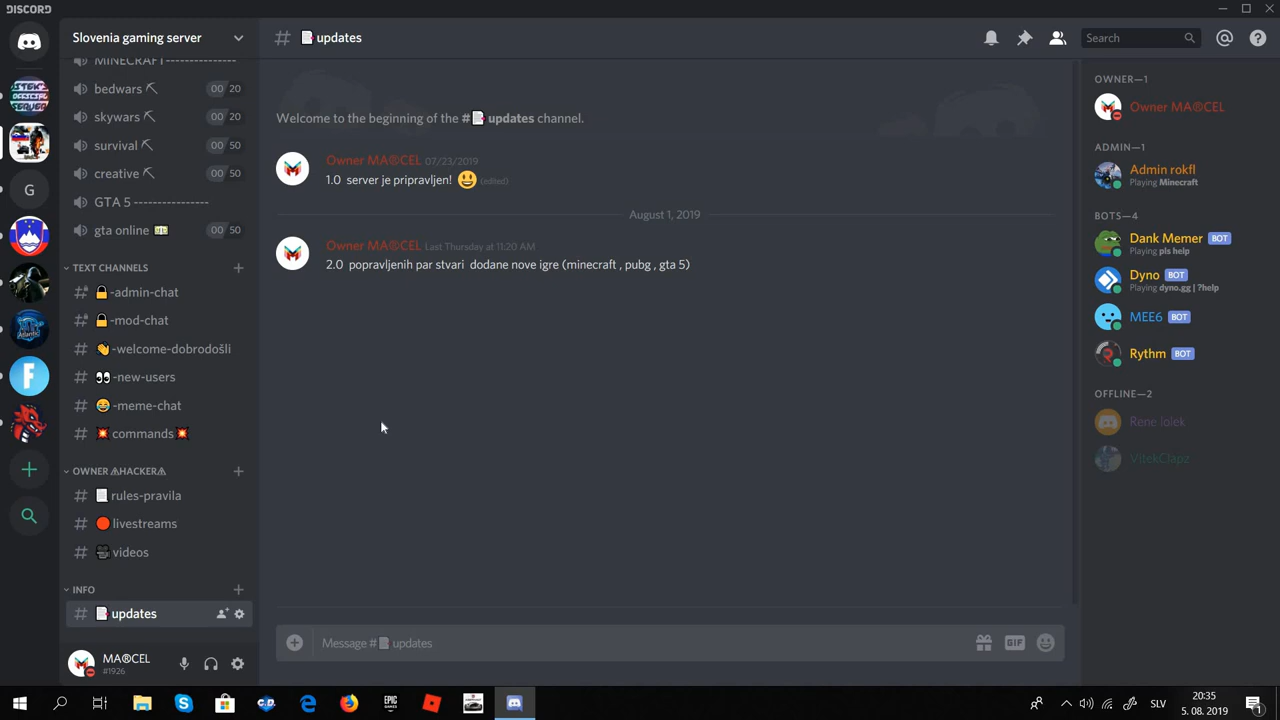 DISCORD
Slovenia gaming server
📑updates
Search
MINECRAFT---------------
bedwars ⛏ 00 20
skywars ⛏ 00 20
survival ⛏ 00 50
creative ⛏ 00 50
GTA 5 ----------------
gta online 💵 00 50
TEXT CHANNELS
🔒-admin-chat
🔒-mod-chat
👋-welcome-dobrodošli
👀-new-users
😂-meme-chat
💥commands💥
OWNER ⚠HACKER⚠
📃rules-pravila
🔴livestreams
🎥videos
INFO
📑updates
MA®CEL
#1926
Welcome to the beginning of the #📑updates channel.
Owner MA®CEL 07/23/2019
1.0 server je pripravljen! 😃 (edited)
August 1, 2019
Owner MA®CEL Last Thursday at 11:20 AM
2.0 popravljenih par stvari dodane nove igre (minecraft , pubg , gta 5)
Message #📑updates
GIF
OWNER—1
Owner MA®CEL
ADMIN—1
Admin rokfl
Playing Minecraft
BOTS—4
Dank Memer BOT
Playing pls help
Dyno BOT
Playing dyno.gg | ?help
MEE6 BOT
Rythm BOT
OFFLINE—2
Rene lolek
VitekClapz
G
EPIC
GAMES
SLV
20:35
5. 08. 2019
1